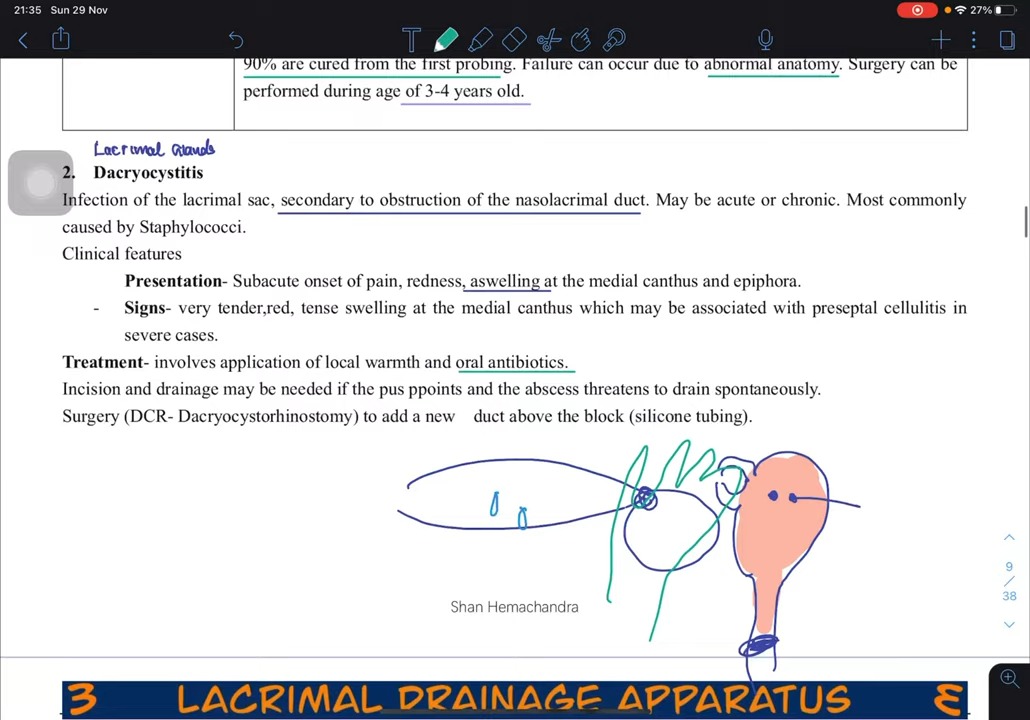 21:35 Sun 29 Nov
27%
T
90% are cured from the first probing. Failure can occur due to abnormal anatomy. Surgery can be
performed during age of 3-4 years old.
Lacrimal Glands
2. Dacryocystitis
Infection of the lacrimal sac, secondary to obstruction of the nasolacrimal duct. May be acute or chronic. Most commonly
caused by Staphylococci.
Clinical features
Presentation- Subacute onset of pain, redness, aswelling at the medial canthus and epiphora.
- Signs- very tender,red, tense swelling at the medial canthus which may be associated with preseptal cellulitis in
severe cases.
Treatment- involves application of local warmth and oral antibiotics.
Incision and drainage may be needed if the pus ppoints and the abscess threatens to drain spontaneously.
Surgery (DCR- Dacryocystorhinostomy) to add a new duct above the block (silicone tubing).
9
/
38
Shan Hemachandra
3 LACRIMAL DRAINAGE APPARATUS 3